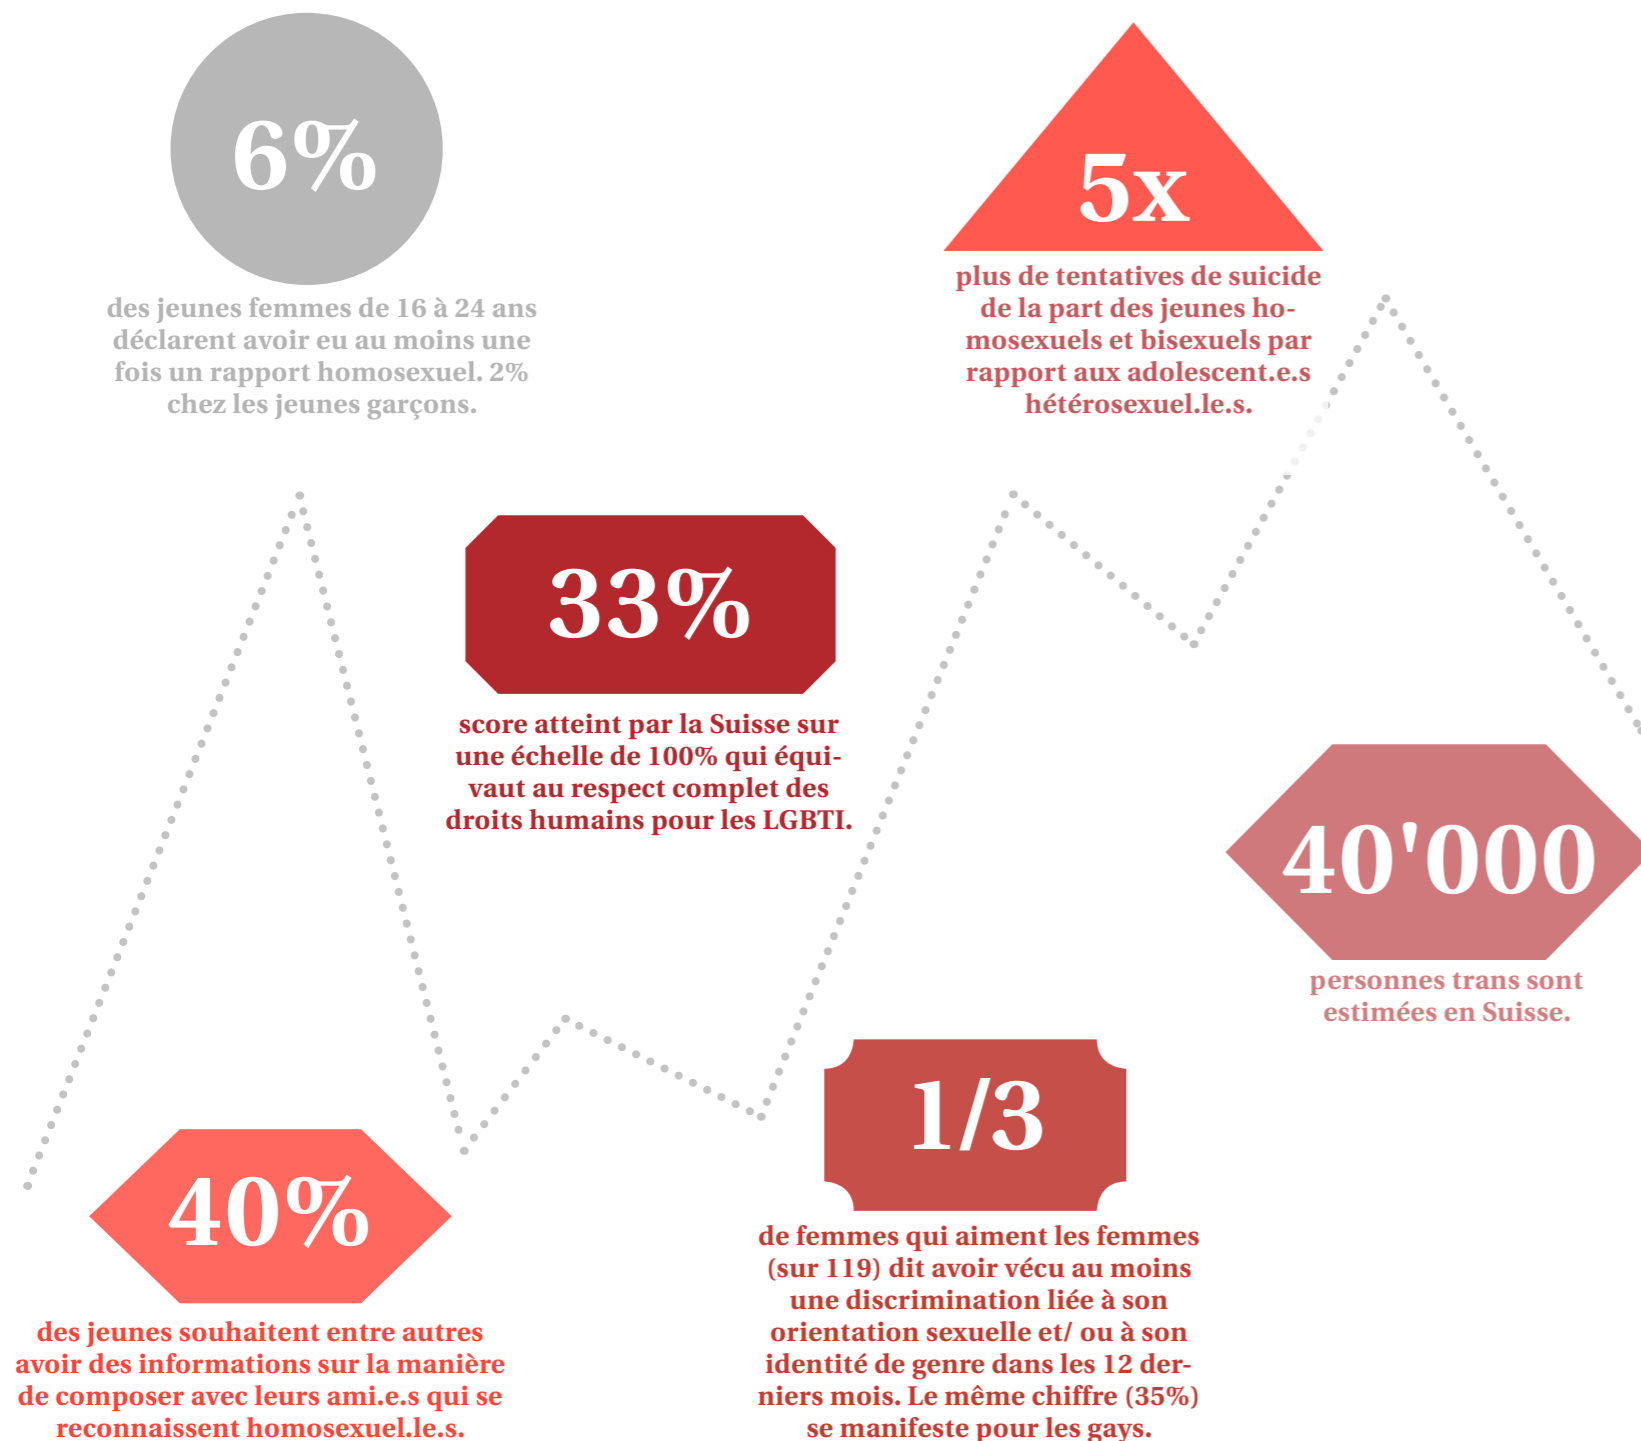 6%
des jeunes femmes de 16 à 24 ans
déclarent avoir eu au moins une
fois un rapport homosexuel. 2%
chez les jeunes garçons.
5x
plus de tentatives de suicide
de la part des jeunes ho-
mosexuels et bisexuels par
rapport aux adolescent.e.s
hétérosexuel.le.s.
33%
score atteint par la Suisse sur
une échelle de 100% qui équi-
vaut au respect complet des
droits humains pour les LGBTI.
40'000
personnes trans sont
estimées en Suisse.
40%
des jeunes souhaitent entre autres
avoir des informations sur la manière
de composer avec leurs ami.e.s qui se
reconnaissent homosexuel.le.s.
1/3
de femmes qui aiment les femmes
(sur 119) dit avoir vécu au moins
une discrimination liée à son
orientation sexuelle et/ ou à son
identité de genre dans les 12 der-
niers mois. Le même chiffre (35%)
se manifeste pour les gays.